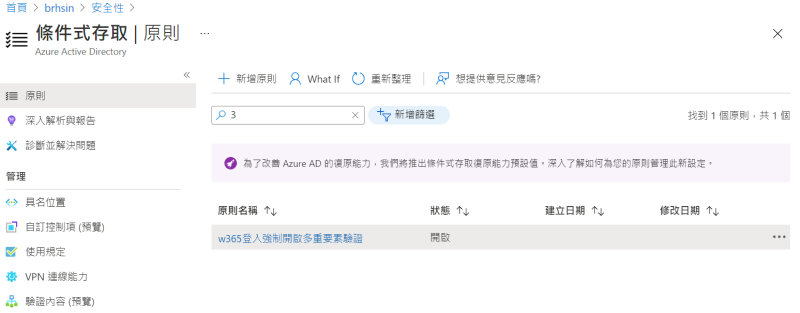 首頁 > brhsin > 安全性 >
條件式存取 | 原則 ...
Azure Active Directory
«
原則
深入解析與報告
診斷並解決問題
管理
具名位置
自訂控制項 (預覽)
使用規定
VPN 連線能力
驗證內容 (預覽)
新增原則 What If 重新整理 想提供意見反應嗎?
3 新增篩選 找到 1 個原則，共 1 個
為了改善 Azure AD 的復原能力，我們將推出條件式存取復原能力預設值。深入了解如何為您的原則管理此新設定。
原則名稱 ↑↓ 狀態 ↑↓ 建立日期 ↑↓ 修改日期 ↑↓
w365登入強制開啟多重要素驗證 開啟 ...